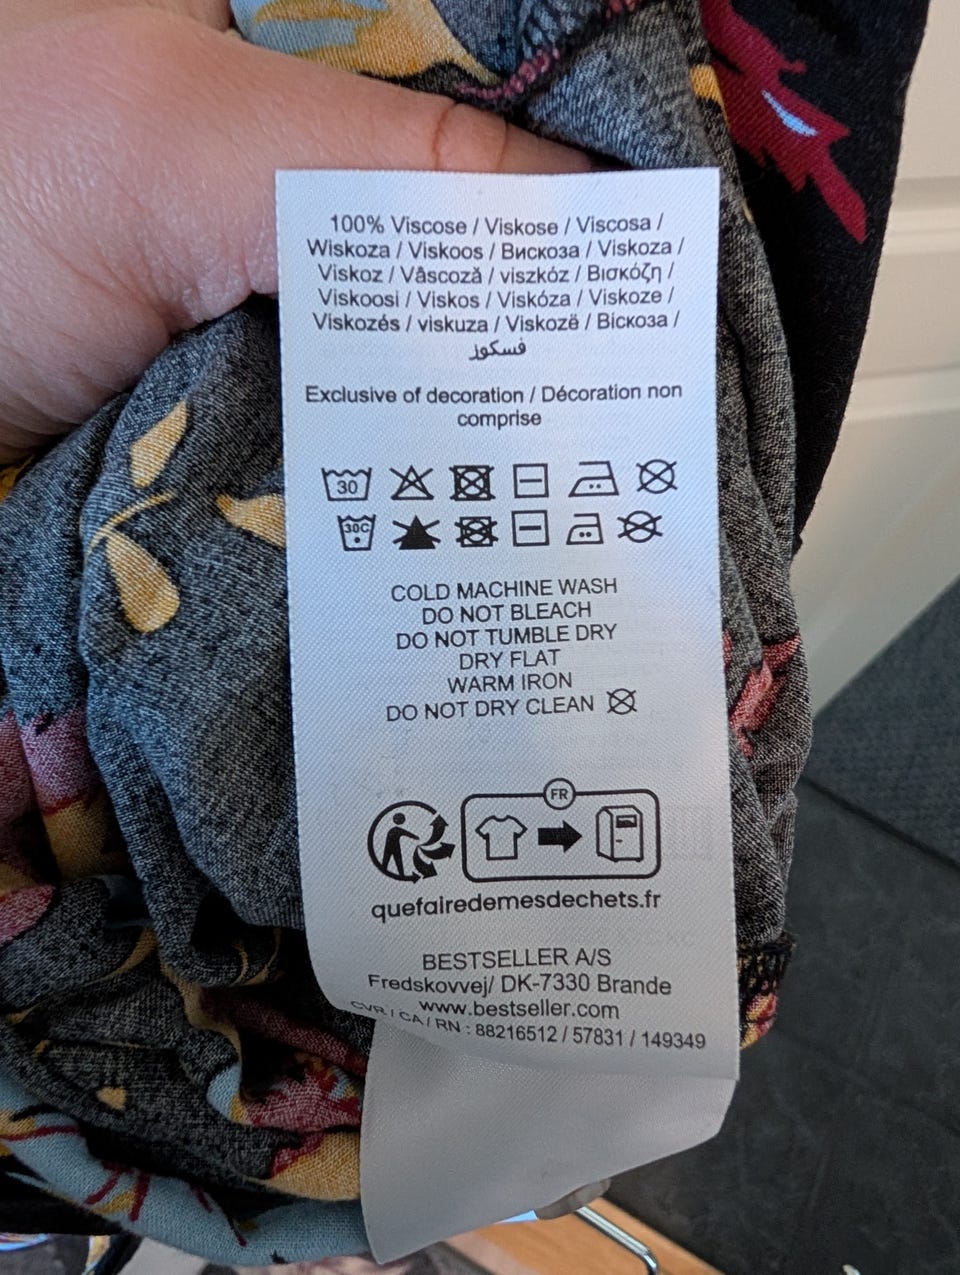 100% Viscose / Viskose / Viscosa /
Wiskoza / Viskoos / Вискоза / Viskoza /
Viskoz / Vâscoză / viszkóz / Βισκόζη /
Viskoosi / Viskos / Viskóza / Viskoze /
Viskozés / viskuza / Viskozë / Віскоза /
فسكوز
Exclusive of decoration / Décoration non
comprise
30
30C
COLD MACHINE WASH
DO NOT BLEACH
DO NOT TUMBLE DRY
DRY FLAT
WARM IRON
DO NOT DRY CLEAN
FR
quefairedemesdechets.fr
BESTSELLER A/S
Fredskovvej/ DK-7330 Brande
www.bestseller.com
CVR / CA / RN : 88216512 / 57831 / 149349